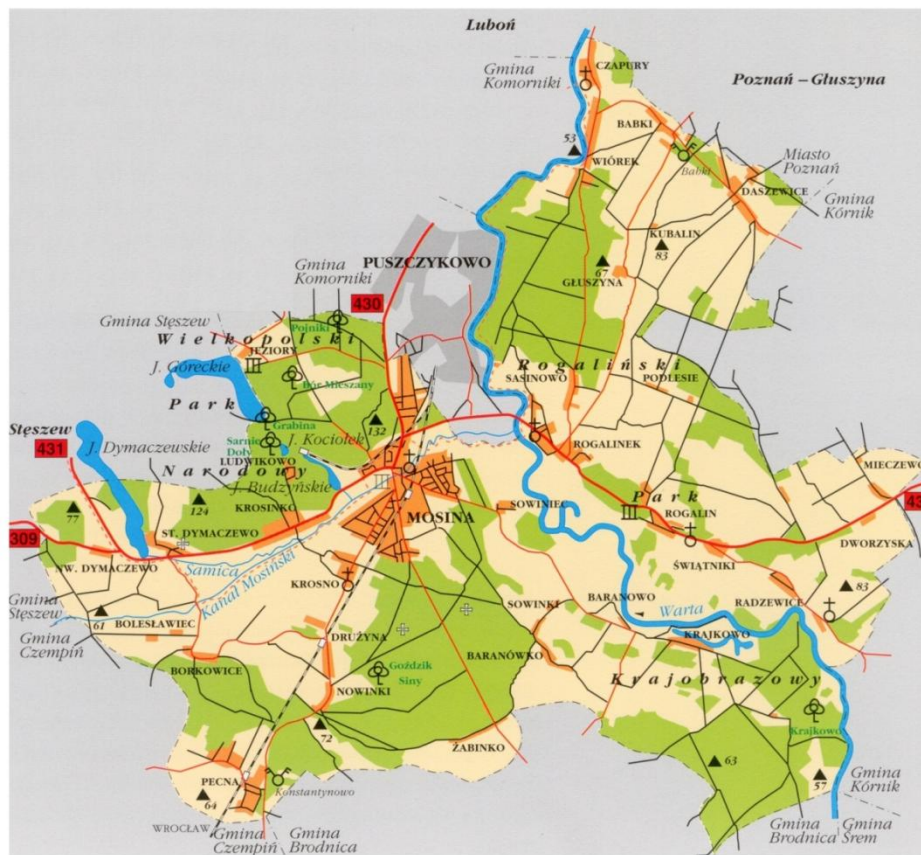 Luboń
Gmina
Komorniki
CZAPURY
Poznań – Głuszyna
BABKI
53
WIÓREK
Babki
Miasto
Poznań
DASZEWICE
Gmina
Kórnik
KUBALIN
83
PUSZCZYKOWO
67
GŁUSZYNA
Gmina
Komorniki
430
Gmina Stęszew
Pojniki
Wielkopolski
JEZIORY
J. Góreckie
Bór Mieszany
Rogaliński
SASINOWO
PODLESIE
Park
Grabina
132
Stęszew
431
J. Dymaczewskie
Sarnie
Doły
J. Kociołek
LUDWIKOWO
Narodowy
J. Budzyńskie
ROGALINEK
MIECZEWO
77
124
KROSINKO
MOSINA
SOWINIEC
Park
ROGALIN
43
309
ST. DYMACZEWO
DWORZYSKA
NW. DYMACZEWO
Samica
Kanał Mosiński
KROSNO
ŚWIĄTNIKI
Gmina
Stęszew
61
BOLESŁAWIEC
SOWINKI
BARANOWO
Warta
RADZEWICE
83
Gmina
Czempiń
DRUŻYNA
KRAJKOWO
BORKOWICE
BARANÓWKO
Goździk
Siny
NOWINKI
Krajobrazowy
Krajkowo
72
ŻABINKO
63
57
PECNA
64
Konstantynowo
Gmina
Kórnik
WROCŁAW
Gmina
Czempiń
Gmina
Brodnica
Gmina
Brodnica
Gmina
Śrem